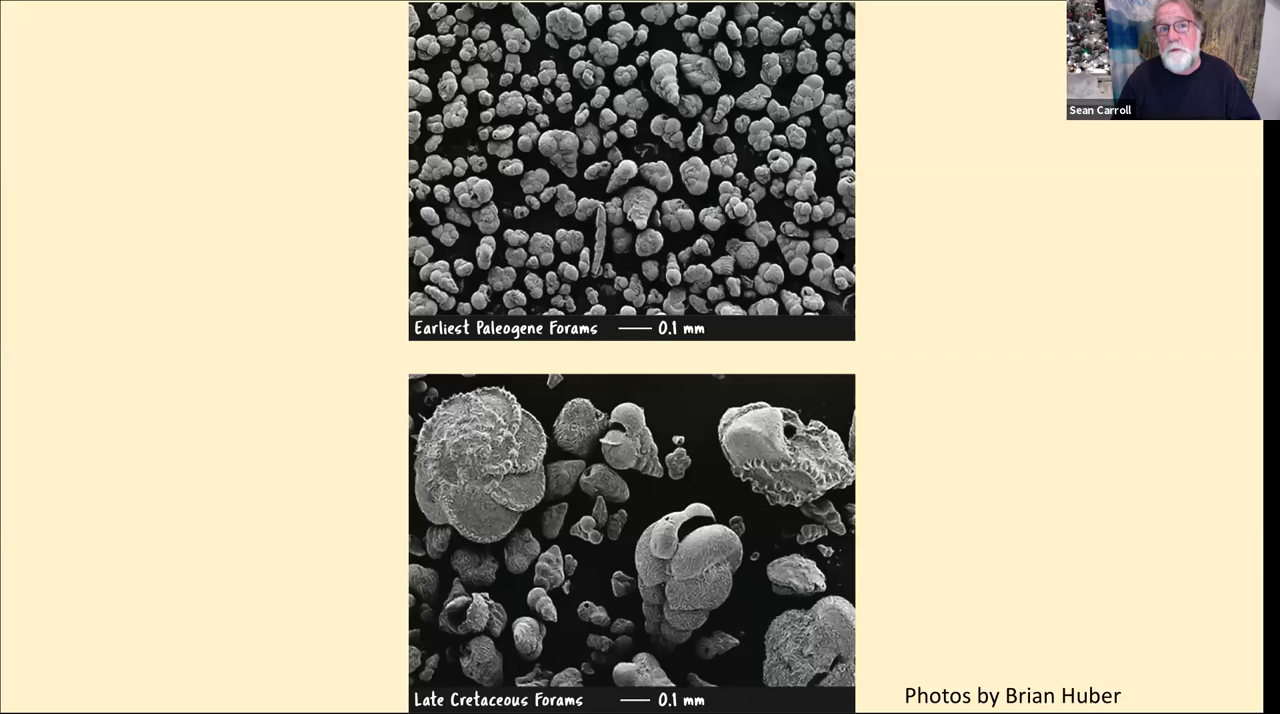 Sean Carroll
Earliest Paleogene Forams 0.1 mm
Late Cretaceous Forams 0.1 mm
Photos by Brian Huber